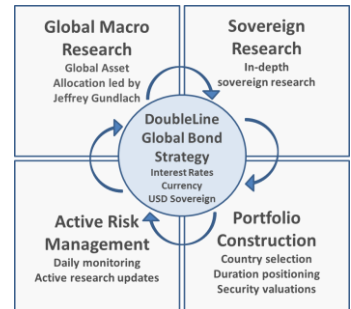 Global Macro
Research
Global Asset
Allocation led by
Jeffrey Gundlach
Sovereign
Research
In-depth
sovereign research
DoubleLine
Global Bond
Strategy
Interest Rates
Currency
USD Sovereign
Active Risk
Management
Daily monitoring
Active research updates
Portfolio
Construction
Country selection
Duration positioning
Security valuations